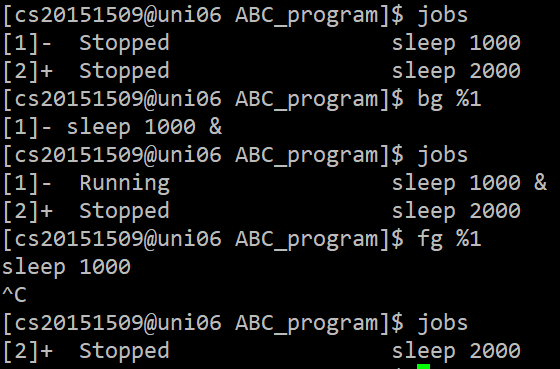 [cs20151509@uni06 ABC_program]$ jobs
[1]-  Stopped                 sleep 1000
[2]+  Stopped                 sleep 2000
[cs20151509@uni06 ABC_program]$ bg %1
[1]- sleep 1000 &
[cs20151509@uni06 ABC_program]$ jobs
[1]-  Running                 sleep 1000 &
[2]+  Stopped                 sleep 2000
[cs20151509@uni06 ABC_program]$ fg %1
sleep 1000
^C
[cs20151509@uni06 ABC_program]$ jobs
[2]+  Stopped                 sleep 2000